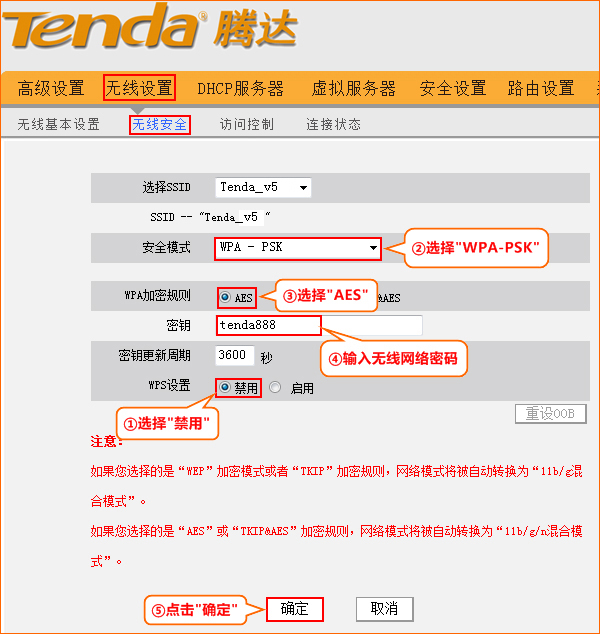 Tenda 腾达
高级设置 无线设置 DHCP服务器 虚拟服务器 安全设置 路由设置
无线基本设置 无线安全 访问控制 连接状态
选择SSID Tenda_v5
SSID -- “Tenda_v5 “
安全模式 WPA - PSK
②选择"WPA-PSK"
WPA加密规则 AES ③选择"AES" &AES
密钥 tenda888
④输入无线网络密码
密钥更新周期 3600 秒
WPS设置 禁用 启用
①选择"禁用"
重设OOB
注意:
如果您选择的是“WEP”加密模式或者“TKIP”加密规则,网络模式将被自动转换为“11b/g混
合模式”。
如果您选择的是“AES”或“TKIP&AES”加密规则,网络模式将被自动转换为“11b/g/n混合模
式”。
⑤点击"确定" 确定 取消